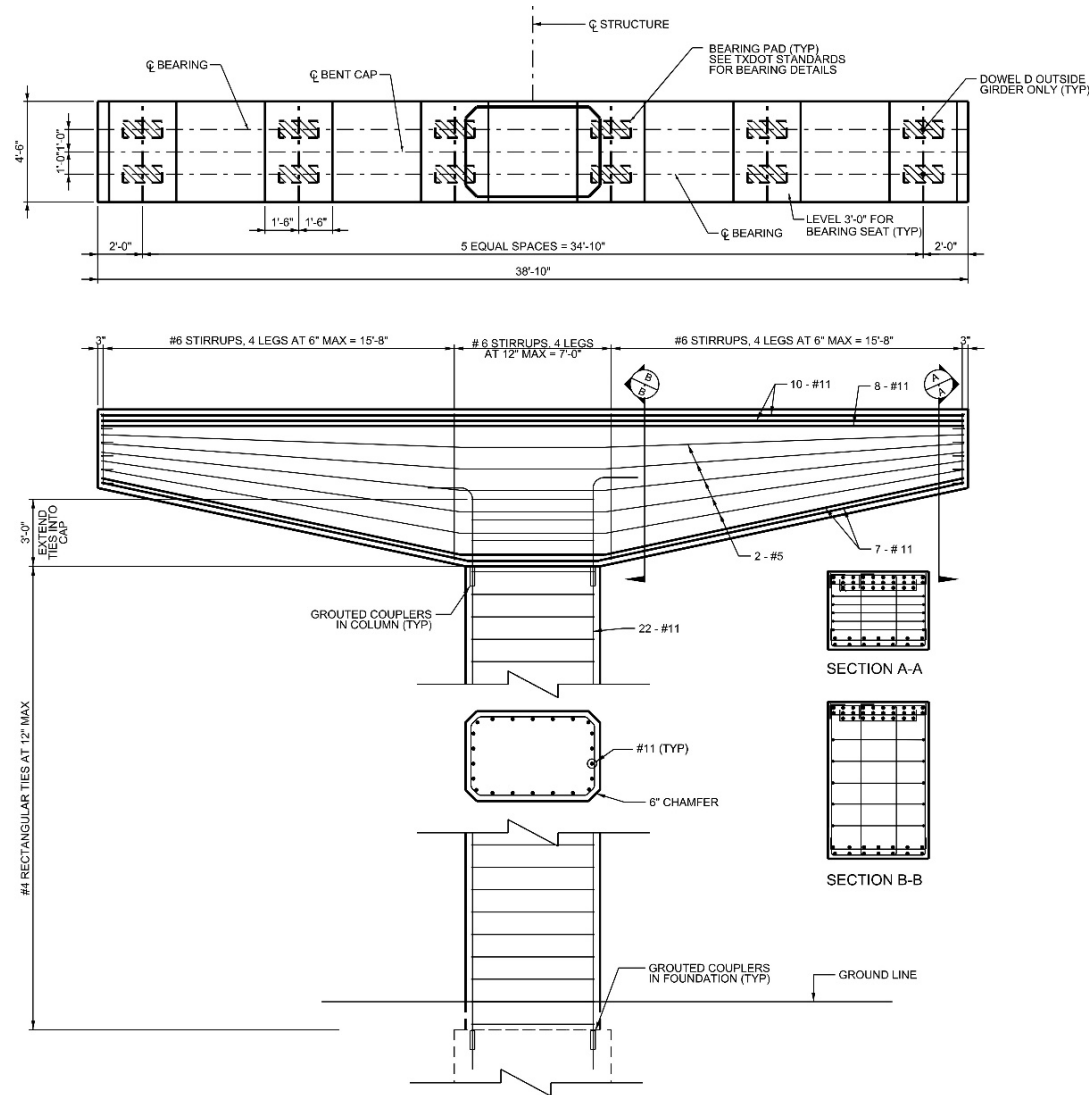 ℄ STRUCTURE
℄ BEARING
℄ BENT CAP
BEARING PAD (TYP)
SEE TXDOT STANDARDS
FOR BEARING DETAILS
DOWEL D OUTSIDE
GIRDER ONLY (TYP)
4'-6"
1'-0"
1'-0"
1'-6"
1'-6"
℄ BEARING
LEVEL 3'-0" FOR
BEARING SEAT (TYP)
2'-0"
5 EQUAL SPACES = 34'-10"
2'-0"
38'-10"
3"
#6 STIRRUPS, 4 LEGS AT 6" MAX = 15'-8"
# 6 STIRRUPS, 4 LEGS
AT 12" MAX = 7'-0"
#6 STIRRUPS, 4 LEGS AT 6" MAX = 15'-8"
3"
B
B
A
A
10 - #11
8 - #11
3'-0"
EXTEND
TIES INTO
CAP
2 - #5
7 - # 11
GROUTED COUPLERS
IN COLUMN (TYP)
22 - #11
SECTION A-A
#4 RECTANGULAR TIES AT 12" MAX
#11 (TYP)
6" CHAMFER
SECTION B-B
GROUTED COUPLERS
IN FOUNDATION (TYP)
GROUND LINE